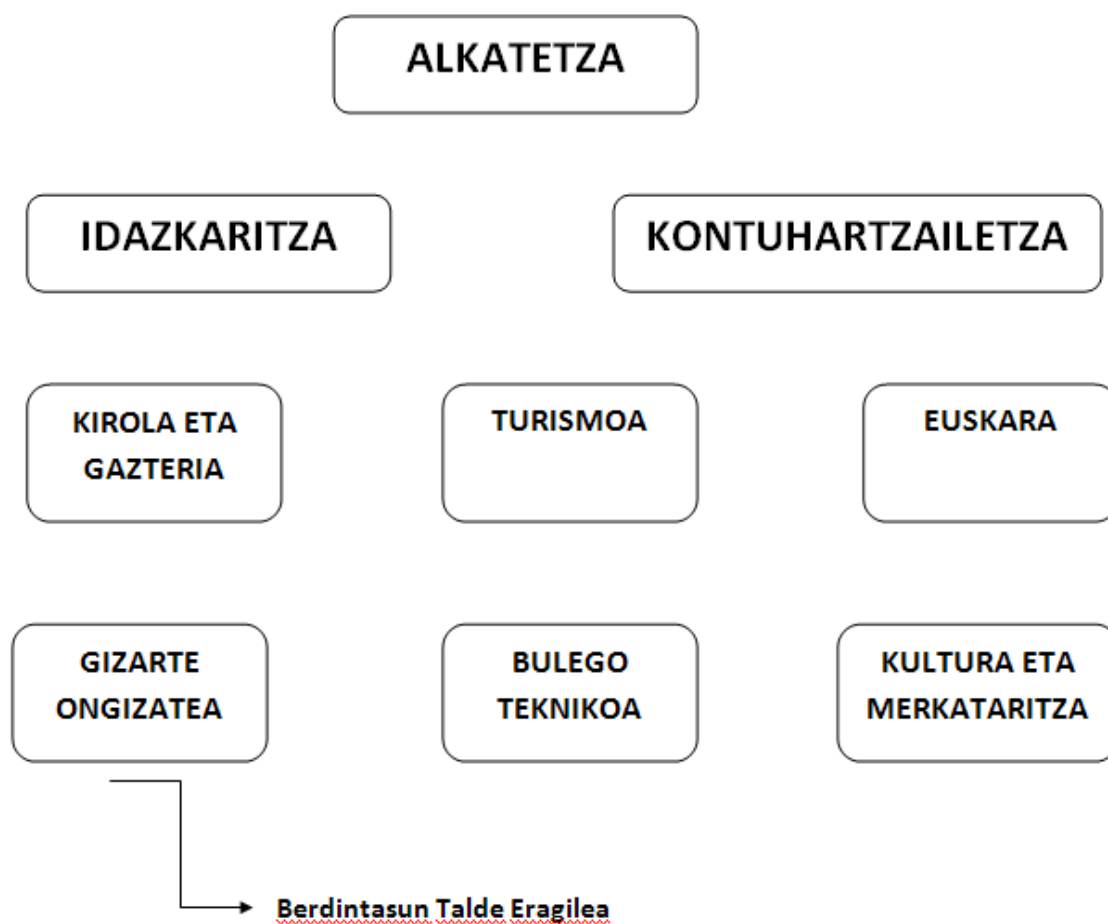 ALKATETZA
IDAZKARITZA
KONTUHARTZAILETZA
KIROLA ETA
GAZTERIA
TURISMOA
EUSKARA
GIZARTE
ONGIZATEA
BULEGO
TEKNIKOA
KULTURA ETA
MERKATARITZA
Berdintasun Talde Eragilea